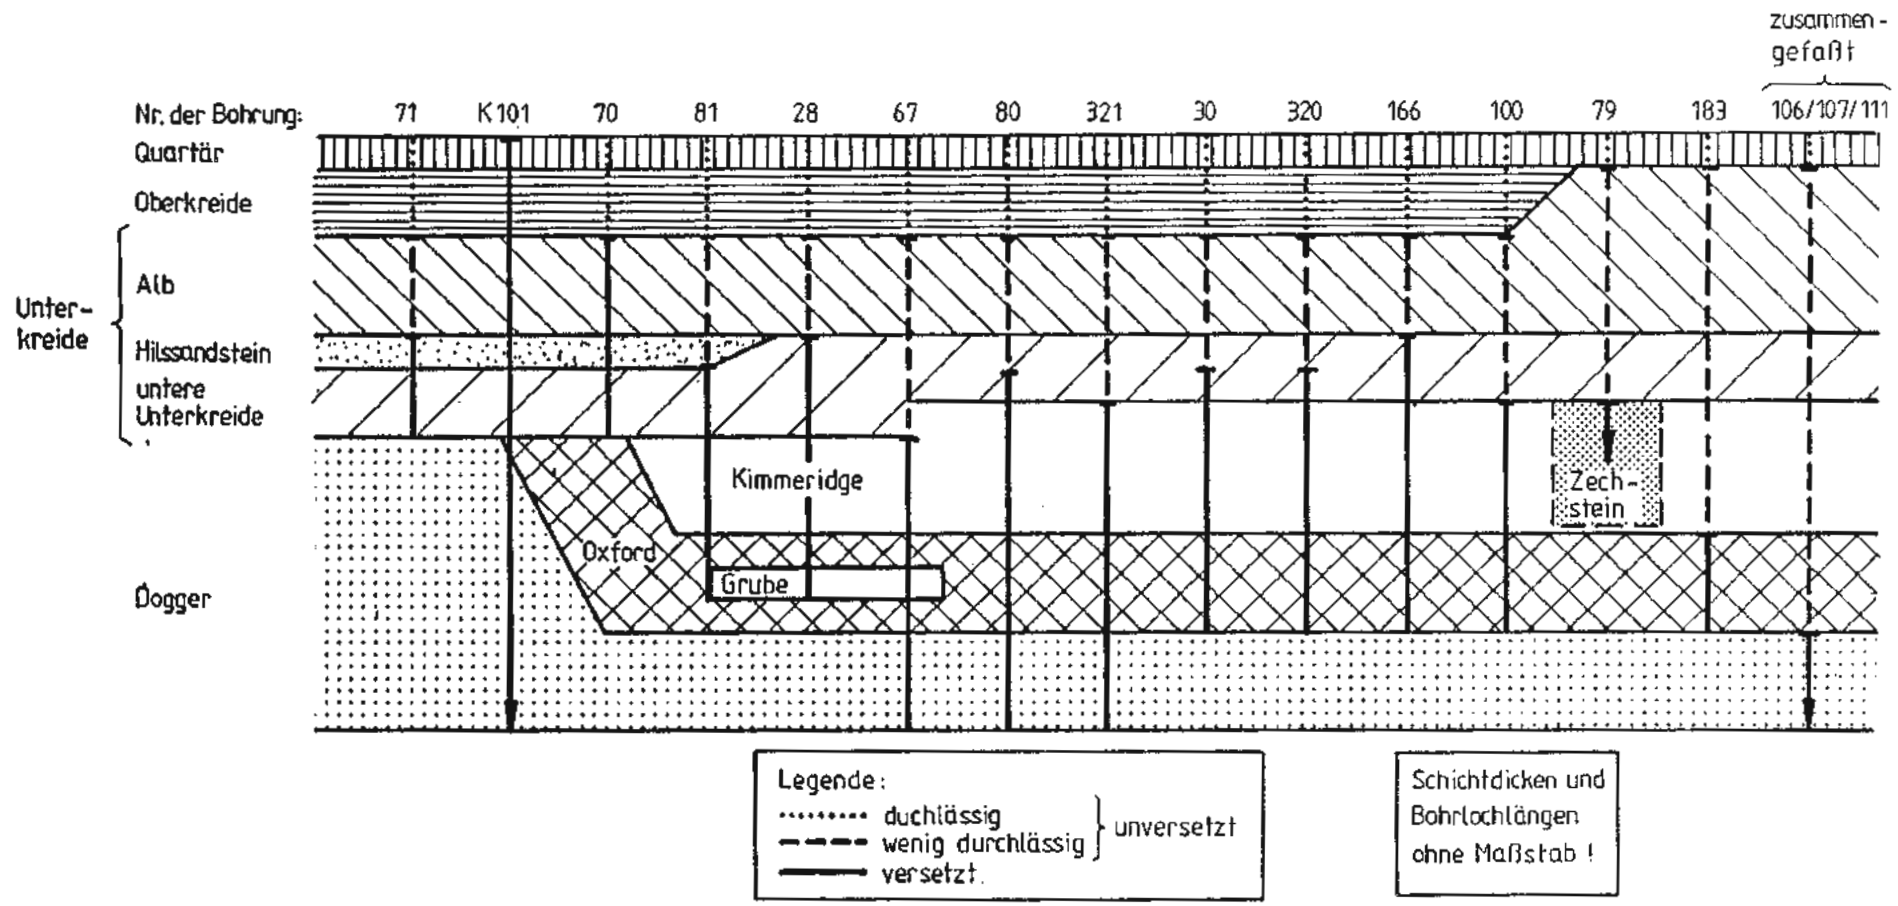 zusammen-
gefaßt
Nr. der Bohrung: 71 K101 70 81 28 67 80 321 30 320 166 100 79 183 106/107/111
Quartär
Oberkreide
Unter-
kreide
Alb
Hilssandstein
untere
Unterkreide
Kimmeridge
Zech-
stein
Oxford
Grube
Dogger
Legende:
duchlässig
wenig durchlässig
unversetzt
versetzt.
Schichtdicken und
Bohrlochlängen
ohne Maßstab !